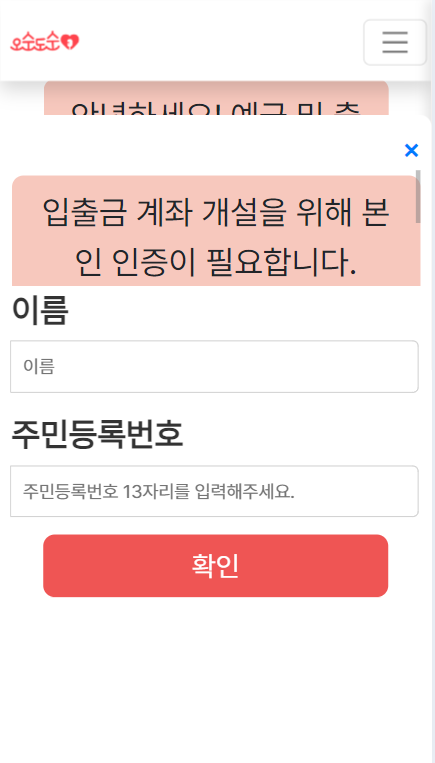 오순도순
안녕하세요! 예금 및 출
×
입출금 계좌 개설을 위해 본
인 인증이 필요합니다.
이름
이름
주민등록번호
주민등록번호 13자리를 입력해주세요.
확인